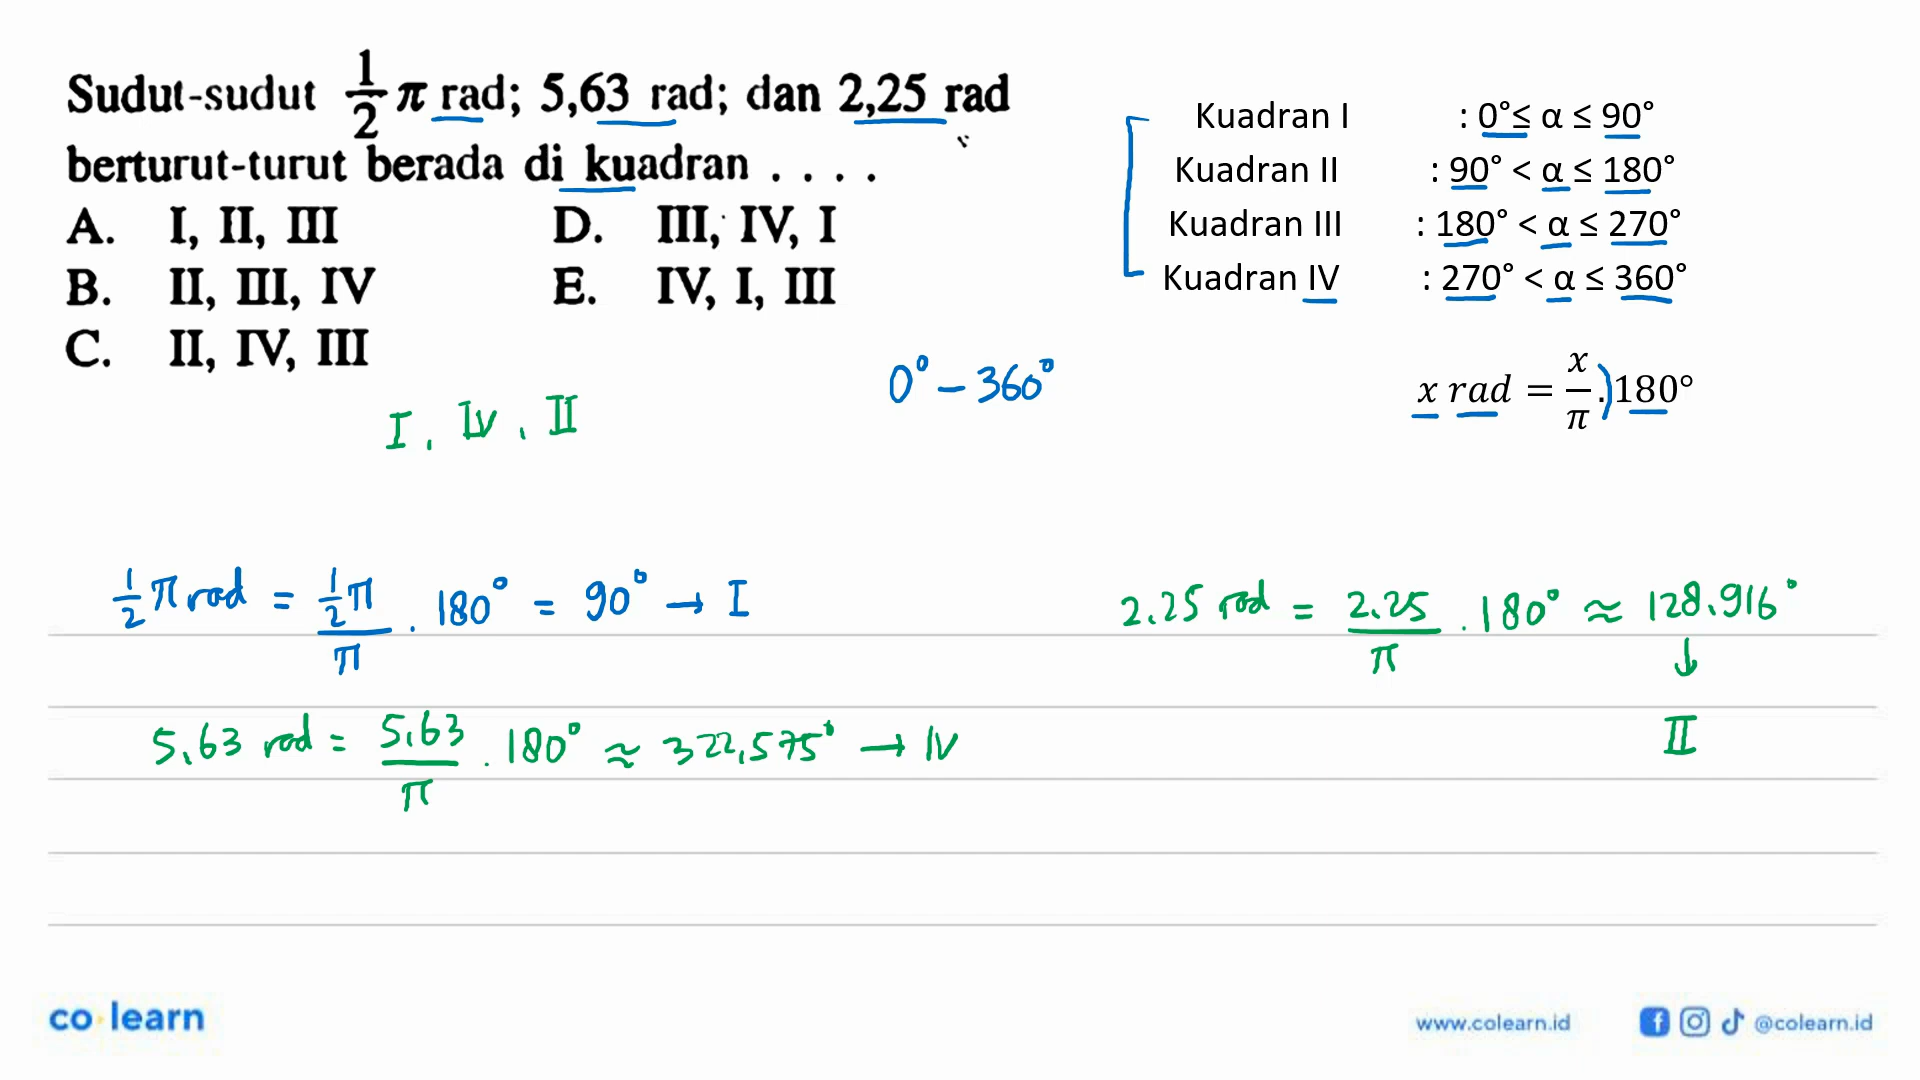 Sudut-sudut 1/2 π rad; 5,63 rad; dan 2,25 rad
berturut-turut berada di kuadran . . . .
A. I, II, III
B. II, III, IV
C. II, IV, III
D. III, IV, I
E. IV, I, III
Kuadran I : 0°≤ α ≤ 90°
Kuadran II : 90° < α ≤ 180°
Kuadran III : 180° < α ≤ 270°
Kuadran IV : 270° < α ≤ 360°
x rad = x/π . 180°
0° - 360°
I, IV, II
1/2 π rad = 1/2 π / π . 180° = 90° → I
5,63 rad = 5,63/π . 180° ≈ 322,575° → IV
2.25 rad = 2.25/π . 180° ≈ 128.916°
↓
II
co learn
www.colearn.id
@colearn.id